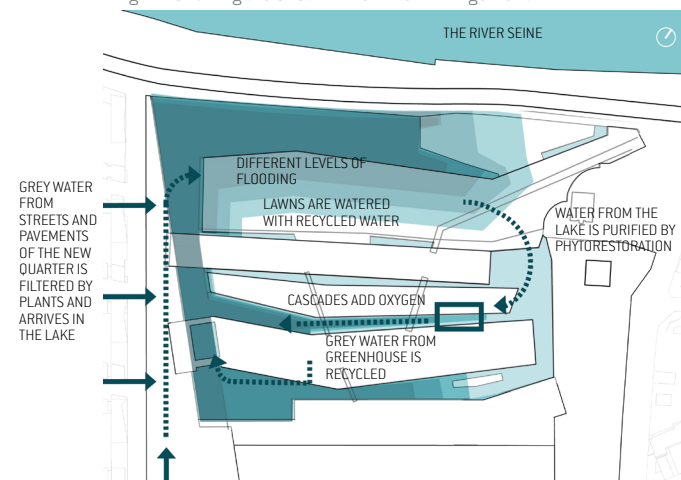 THE RIVER SEINE
DIFFERENT LEVELS OF
FLOODING
LAWNS ARE WATERED
WITH RECYCLED WATER
GREY WATER
FROM
STREETS AND
PAVEMENTS
OF THE NEW
QUARTER IS
FILTERED BY
PLANTS AND
ARRIVES IN
THE LAKE
WATER FROM THE
LAKE IS PURIFIED BY
PHYTORESTORATION
CASCADES ADD OXYGEN
GREY WATER FROM
GREENHOUSE IS
RECYCLED